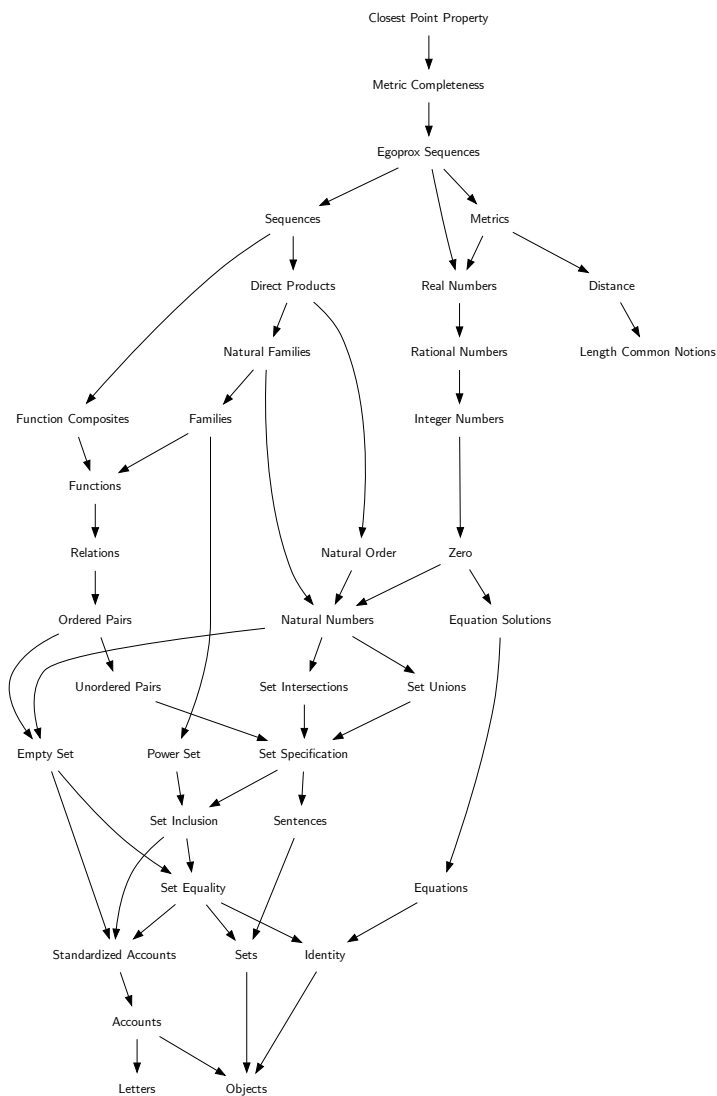 Closest Point Property
Metric Completeness
Egoprox Sequences
Sequences
Metrics
Direct Products
Real Numbers
Distance
Natural Families
Rational Numbers
Length Common Notions
Function Composites
Families
Integer Numbers
Functions
Relations
Natural Order
Zero
Ordered Pairs
Natural Numbers
Equation Solutions
Unordered Pairs
Set Intersections
Set Unions
Empty Set
Power Set
Set Specification
Set Inclusion
Sentences
Set Equality
Equations
Standardized Accounts
Sets
Identity
Accounts
Letters
Objects